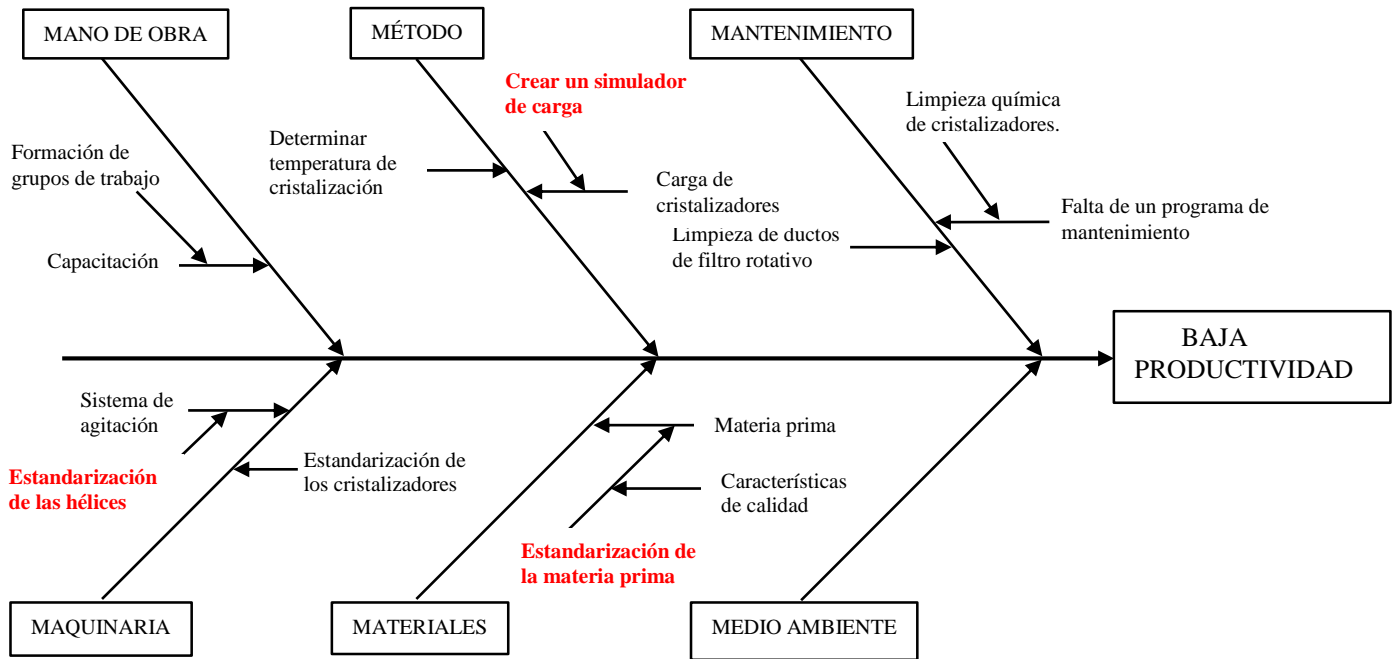 MANO DE OBRA
MÉTODO
MANTENIMIENTO
Crear un simulador
de carga
Limpieza química
de cristalizadores.
Determinar
temperatura de
cristalización
Formación de
grupos de trabajo
Carga de
cristalizadores
Falta de un programa de
mantenimiento
Limpieza de ductos
de filtro rotativo
Capacitación
BAJA
PRODUCTIVIDAD
Sistema de
agitación
Materia prima
Estandarización
de las hélices
Estandarización de
los cristalizadores
Características
de calidad
Estandarización de
la materia prima
MAQUINARIA
MATERIALES
MEDIO AMBIENTE